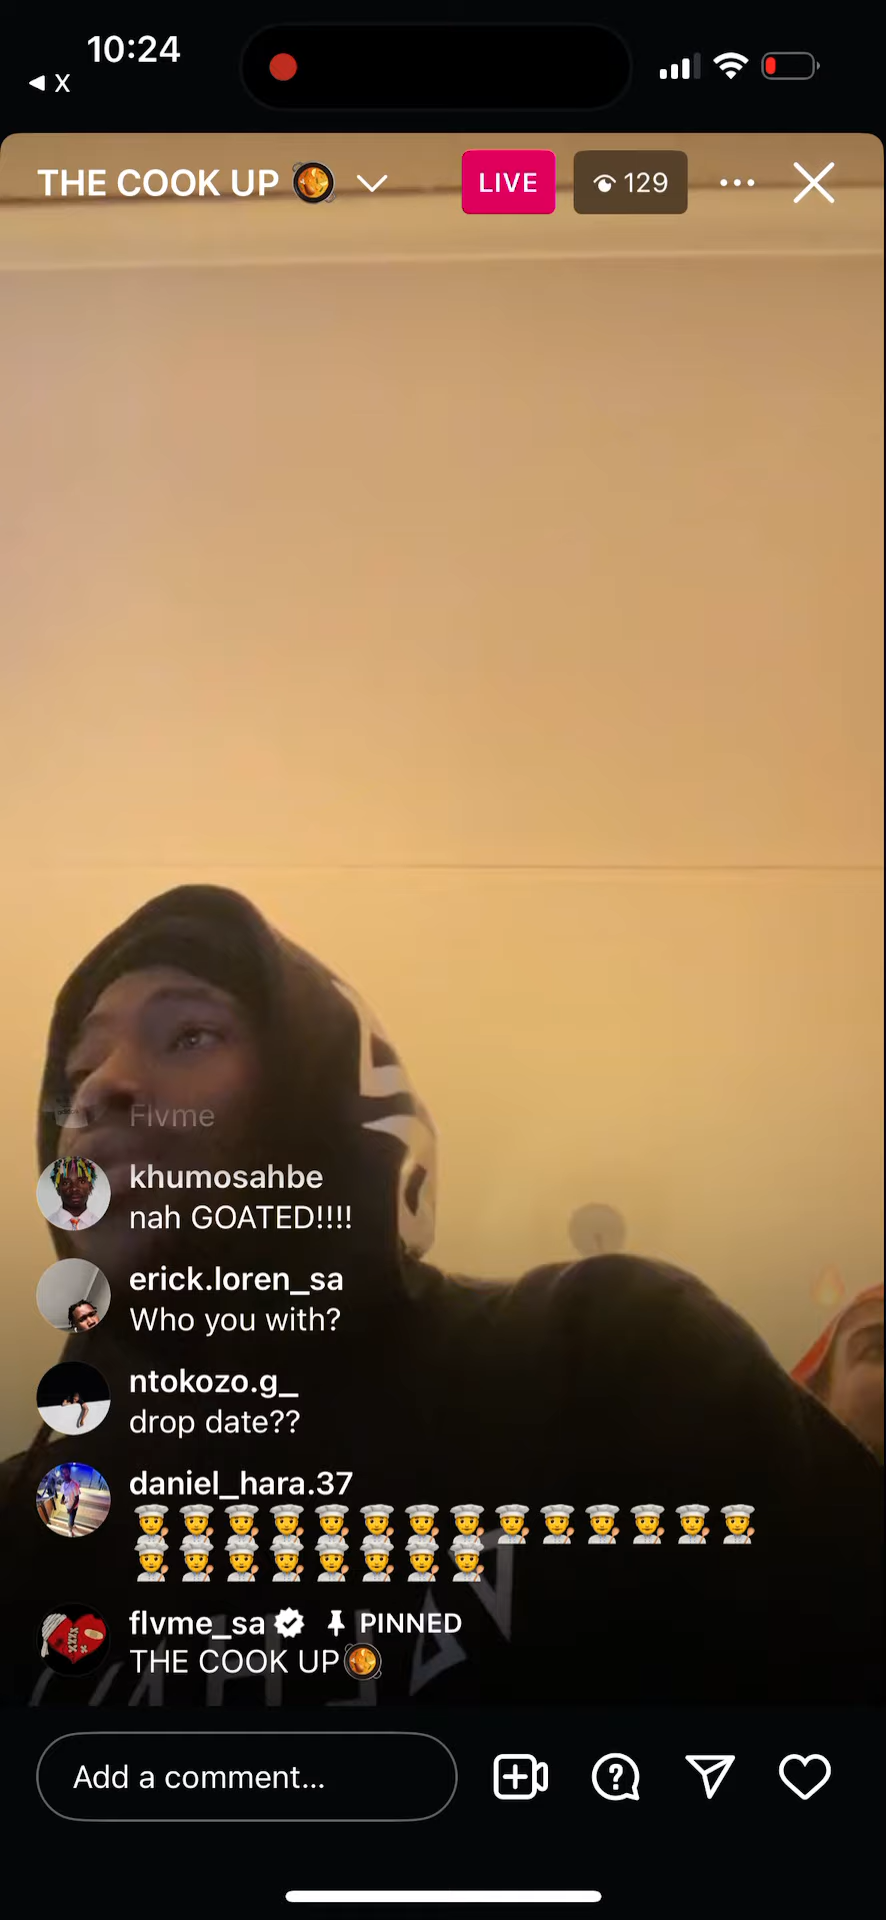 10:24
◀ X
THE COOK UP 🥘
LIVE
129
Flvme
khumosahbe
nah GOATED!!!!
erick.loren_sa
Who you with?
ntokozo.g_
drop date??
daniel_hara.37
👨‍🍳👨‍🍳👨‍🍳👨‍🍳👨‍🍳👨‍🍳👨‍🍳👨‍🍳👨‍🍳👨‍🍳👨‍🍳👨‍🍳👨‍🍳👨‍🍳
👨‍🍳👨‍🍳👨‍🍳👨‍🍳👨‍🍳👨‍🍳👨‍🍳👨‍🍳
flvme_sa PINNED
THE COOK UP🥘
Add a comment...